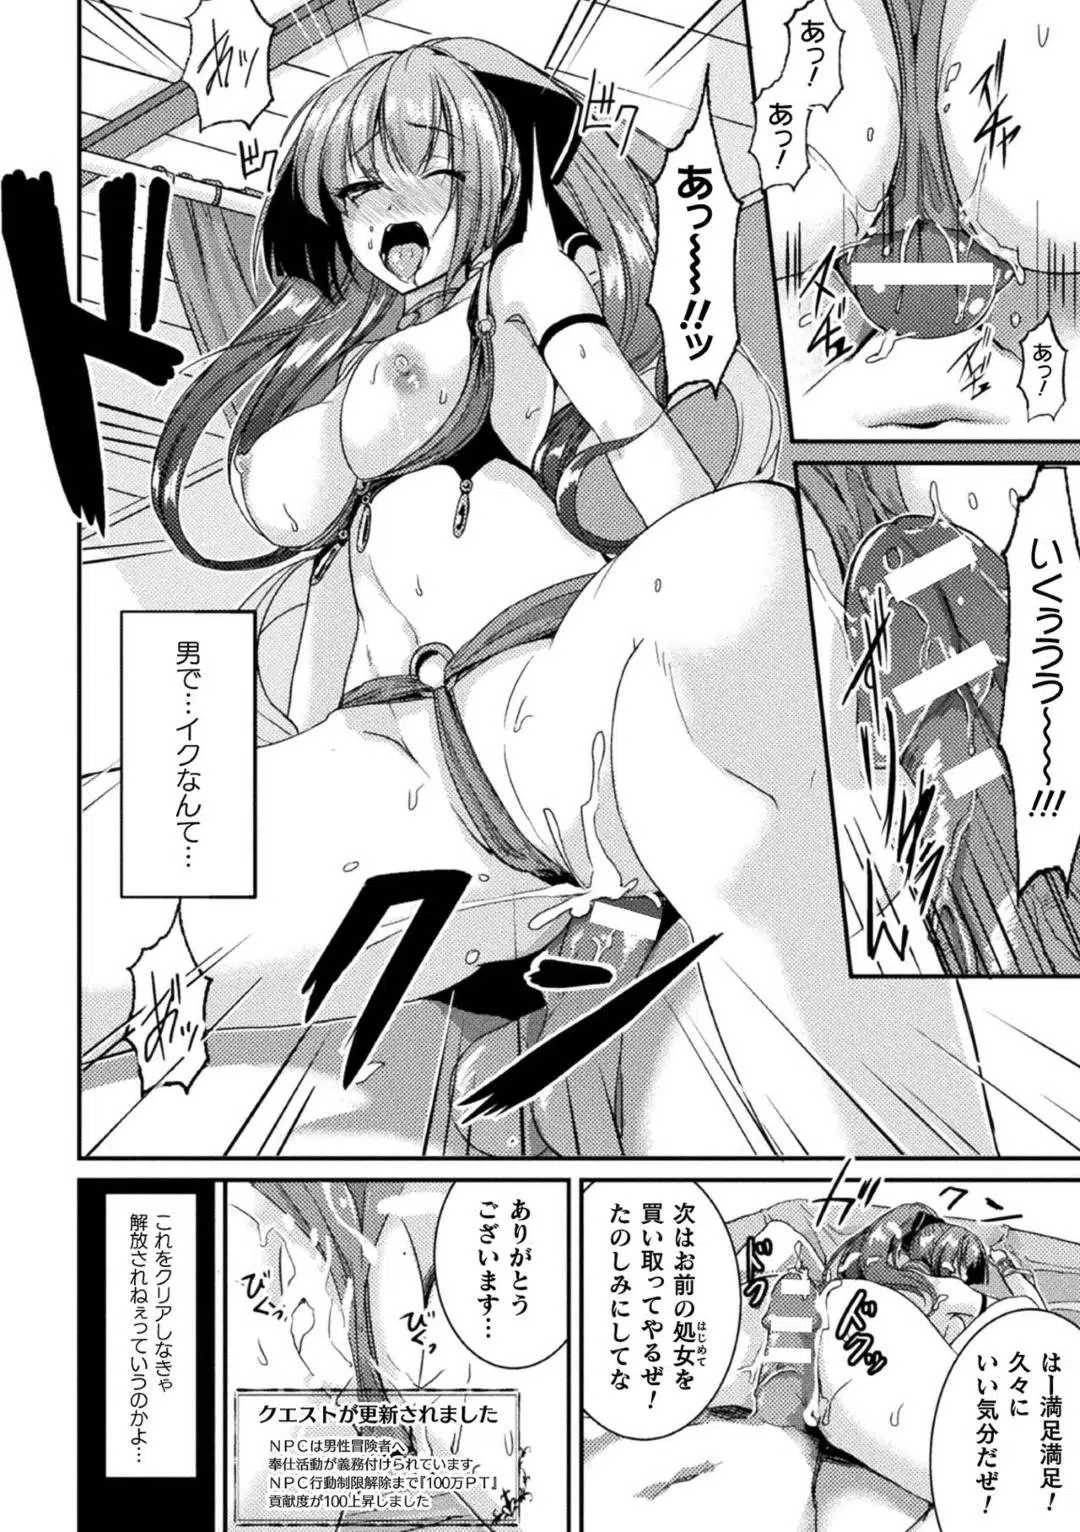 あっ！
あっ！
あっ！
いくううう〜〜〜!!!
あっ〜〜〜〜!!ッ
男で…イクなんて…
はー満足満足！
久々に
いい気分だぜ！
次はお前の処女を
はじめて
買い取ってやるぜ！
たのしみにしてな
ありがとう
ございます…
クエストが更新されました
NPCは男性冒険者へ
奉仕活動が義務付けられています
NPC行動制限解除まで『100万PT』
貢献度が100上昇しました
これをクリアしなきゃ
解放されねぇっていうのかよ…